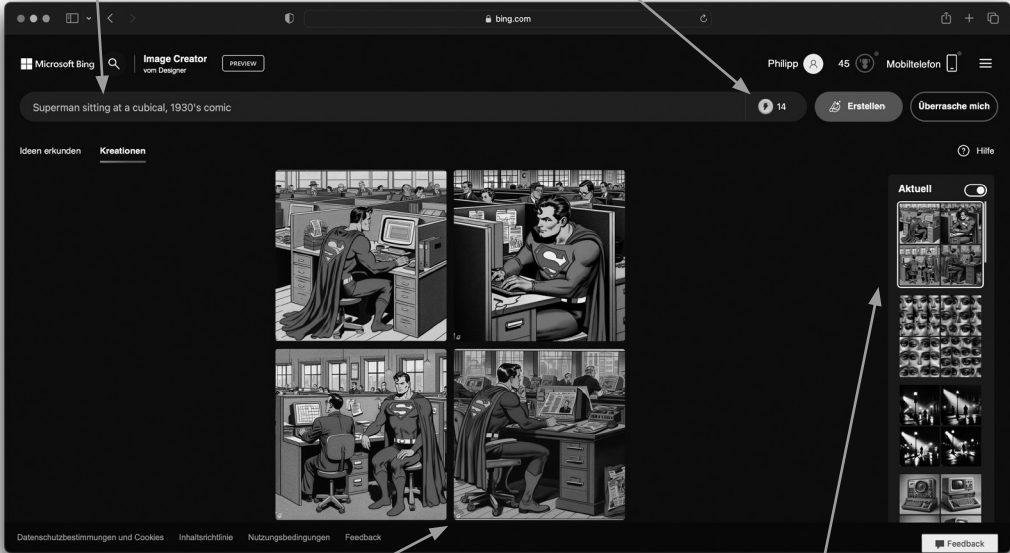 bing.com
Microsoft Bing
Image Creator
vom Designer
PREVIEW
Philipp
45
Mobiltelefon
Superman sitting at a cubical, 1930's comic
14
Erstellen
Überrasche mich
Ideen erkunden
Kreationen
Hilfe
Aktuell
Datenschutzbestimmungen und Cookies
Inhaltsrichtlinie
Nutzungsbedingungen
Feedback
Feedback